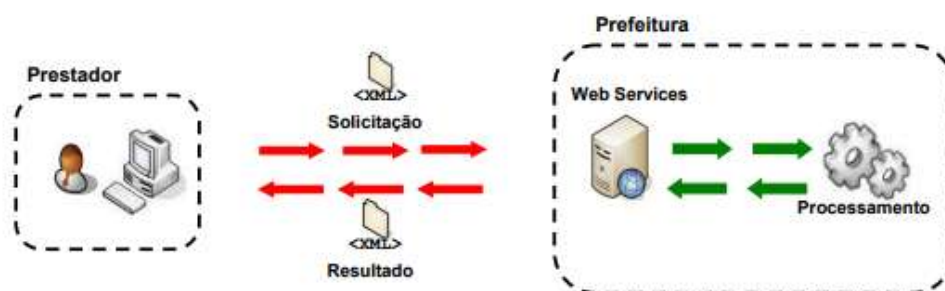 Prefeitura
Prestador
<XML>
Solicitação
Web Services
Processamento
<XML>
Resultado